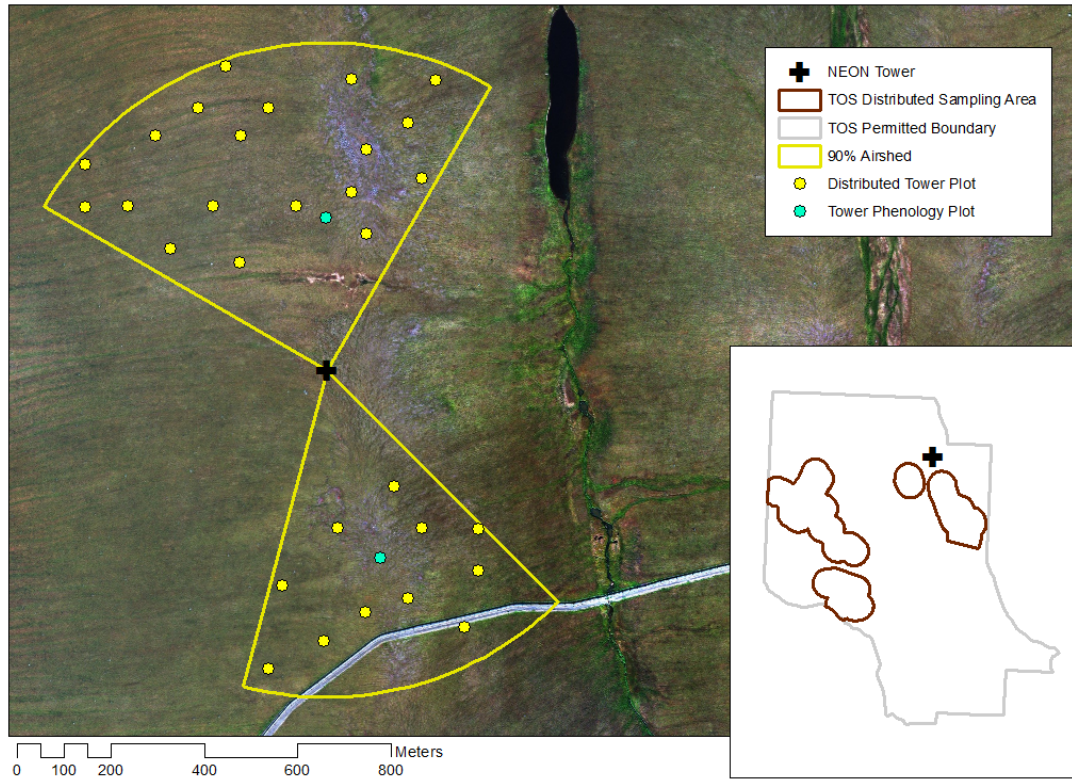 NEON Tower
TOS Distributed Sampling Area
TOS Permitted Boundary
90% Airshed
Distributed Tower Plot
Tower Phenology Plot
Meters
0 100 200 400 600 800